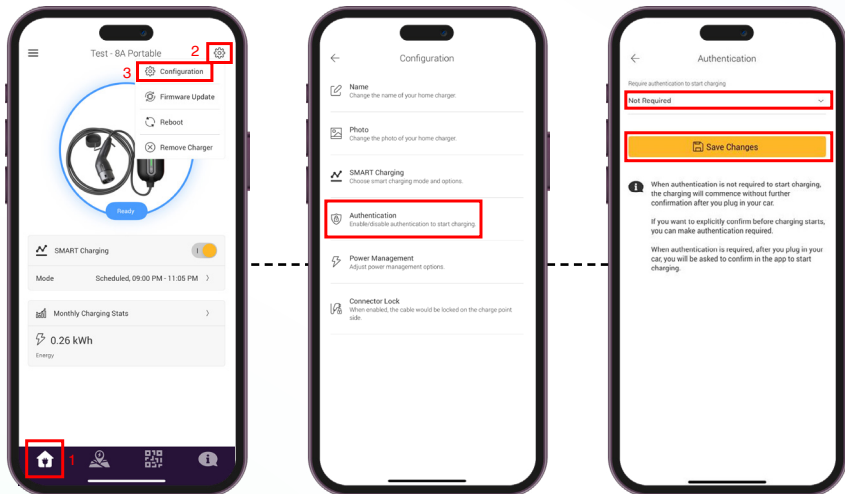 Test - 8A Portable
2
3
Configuration
Firmware Update
Reboot
Remove Charger
Ready
SMART Charging
Mode
Scheduled, 09:00 PM - 11:05 PM
Monthly Charging Stats
0.26 kWh
Energy
1
Configuration
Name
Change the name of your home charger.
Photo
Change the photo of your home charger.
SMART Charging
Choose smart charging mode and options.
Authentication
Enable/disable authentication to start charging.
Power Management
Adjust power management options.
Connector Lock
When enabled, the cable would be locked on the charge point
side.
Authentication
Require authentication to start charging
Not Required
Save Changes
When authentication is not required to start charging,
the charging will commence without further
confirmation after you plug in your car.
If you want to explicitly confirm before charging starts,
you can make authentication required.
When authentication is required, after you plug in your
car, you will be asked to confirm in the app to start
charging.